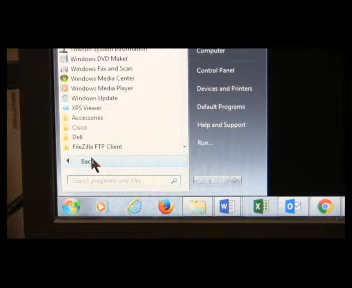 System Information
Windows DVD Maker
Windows Fax and Scan
Windows Media Center
Windows Media Player
Windows Update
XPS Viewer
Accessories
Cisco
Dell
FileZilla FTP Client
Back
Search programs and files
Computer
Control Panel
Devices and Printers
Default Programs
Help and Support
Run...